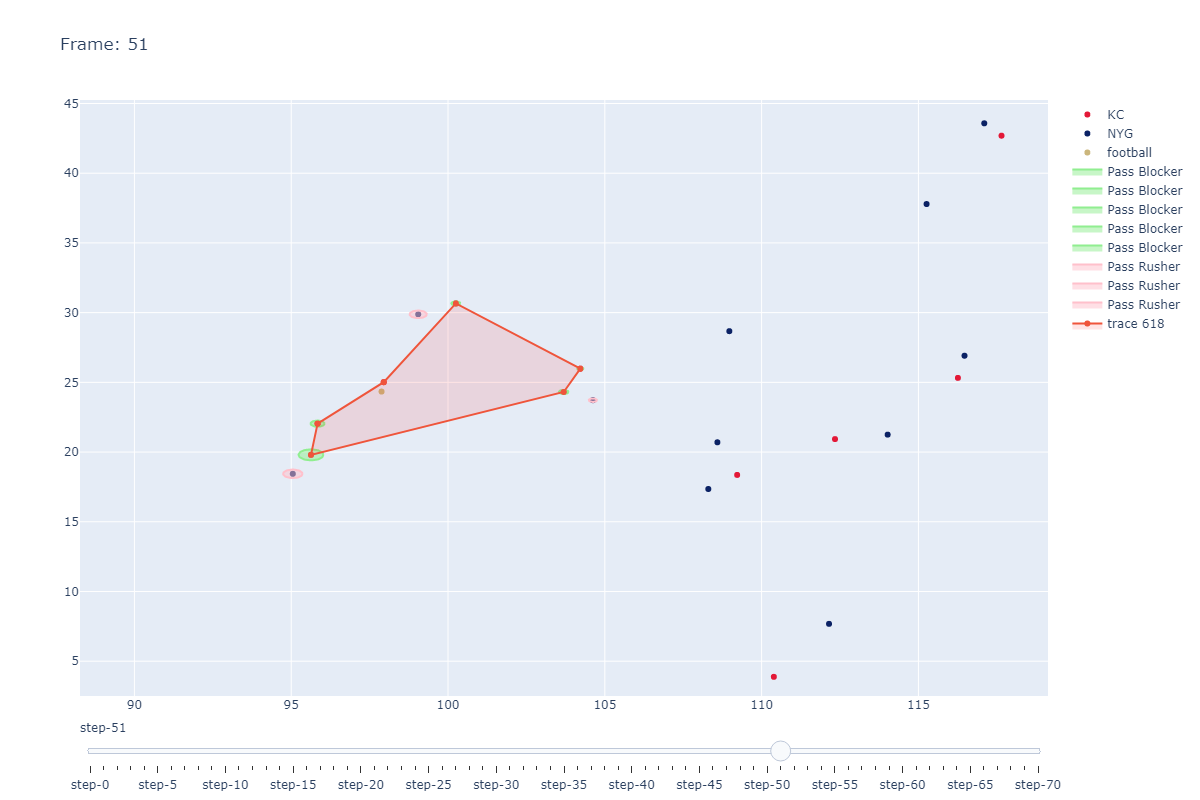 Frame: 51
45
40
35
30
25
20
15
10
5
90 95 100 105 110 115
KC
NYG
football
Pass Blocker
Pass Blocker
Pass Blocker
Pass Blocker
Pass Blocker
Pass Rusher
Pass Rusher
Pass Rusher
trace 618
step-51
step-0 step-5 step-10 step-15 step-20 step-25 step-30 step-35 step-40 step-45 step-50 step-55 step-60 step-65 step-70